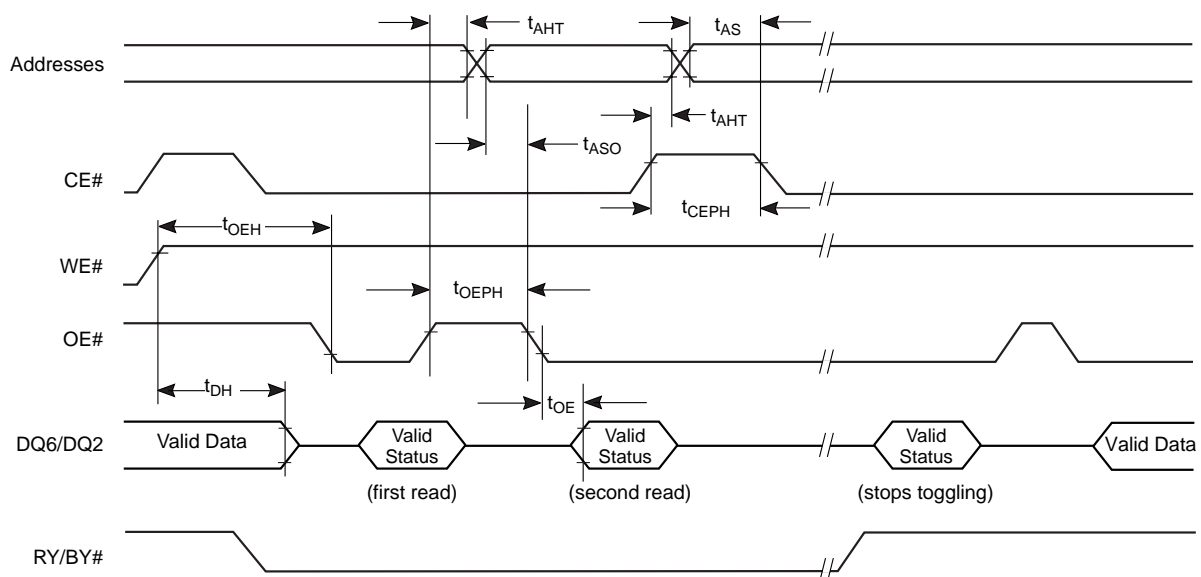 tAHT
tAS
Addresses
tAHT
tASO
CE#
tCEPH
tOEH
WE#
tOEPH
OE#
tDH
tOE
DQ6/DQ2
Valid Data
Valid
Status
Valid
Status
Valid
Status
Valid Data
(first read)
(second read)
(stops toggling)
RY/BY#